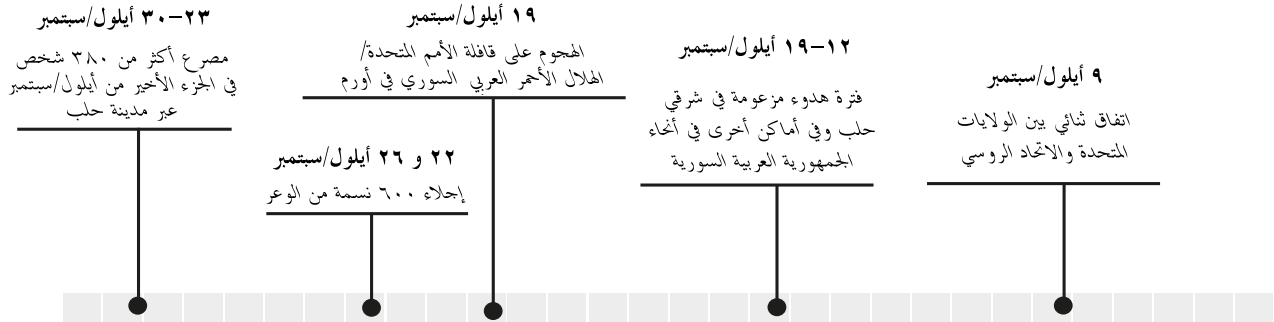 ٩ أيلول/سبتمبر
اتفاق ثنائي بين الولايات
المتحدة والاتحاد الروسي
١٢-١٩ أيلول/سبتمبر
فترة هدوء مزعومة في شرقي
حلب وفي أماكن أخرى في أنحاء
الجمهورية العربية السورية
١٩ أيلول/سبتمبر
الهجوم على قافلة الأمم المتحدة/
الهلال الأحمر العربي السوري في أورم
٢٢ و ٢٦ أيلول/سبتمبر
إجلاء ٦٠٠ نسمة من الوعر
٢٣-٣٠ أيلول/سبتمبر
مصرع أكثر من ٣٨٠ شخص
في الجزء الأخير من أيلول/سبتمبر
عبر مدينة حلب